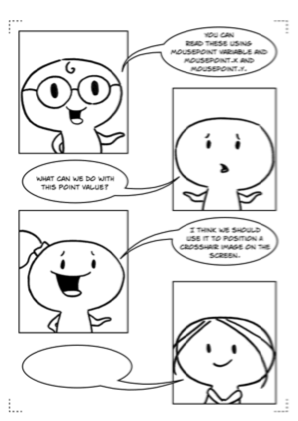 YOU CAN
READ THESE USING
MOUSEPOINT VARIABLE AND
MOUSEPOINT.X AND
MOUSEPOINT.Y.
WHAT CAN WE DO WITH
THIS POINT VALUE?
I THINK WE SHOULD
USE IT TO POSITION A
CROSSHAIR IMAGE ON THE
SCREEN.